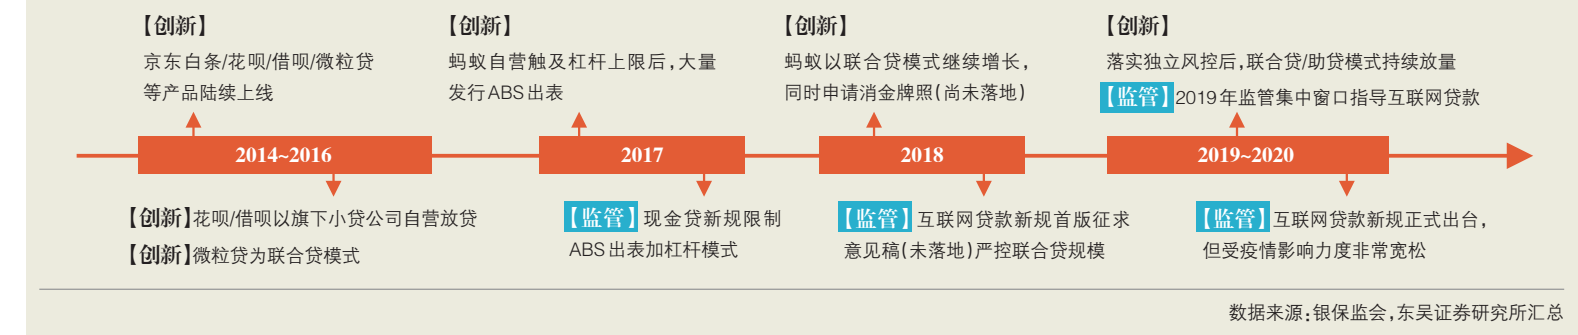 【创新】
京东白条/花呗/借呗/微粒贷
等产品陆续上线
【创新】
蚂蚁自营触及杠杆上限后,大量
发行ABS出表
【创新】
蚂蚁以联合贷模式继续增长,
同时申请消金牌照(尚未落地)
【创新】
落实独立风控后,联合贷/助贷模式持续放量
【监管】2019年监管集中窗口指导互联网贷款
2014~2016
2017
2018
2019~2020
【创新】花呗/借呗以旗下小贷公司自营放贷
【创新】微粒贷为联合贷模式
【监管】现金贷新规限制
ABS出表加杠杆模式
【监管】互联网贷款新规首版征求
意见稿(未落地)严控联合贷规模
【监管】互联网贷款新规正式出台,
但受疫情影响力度非常宽松
数据来源:银保监会,东吴证券研究所汇总